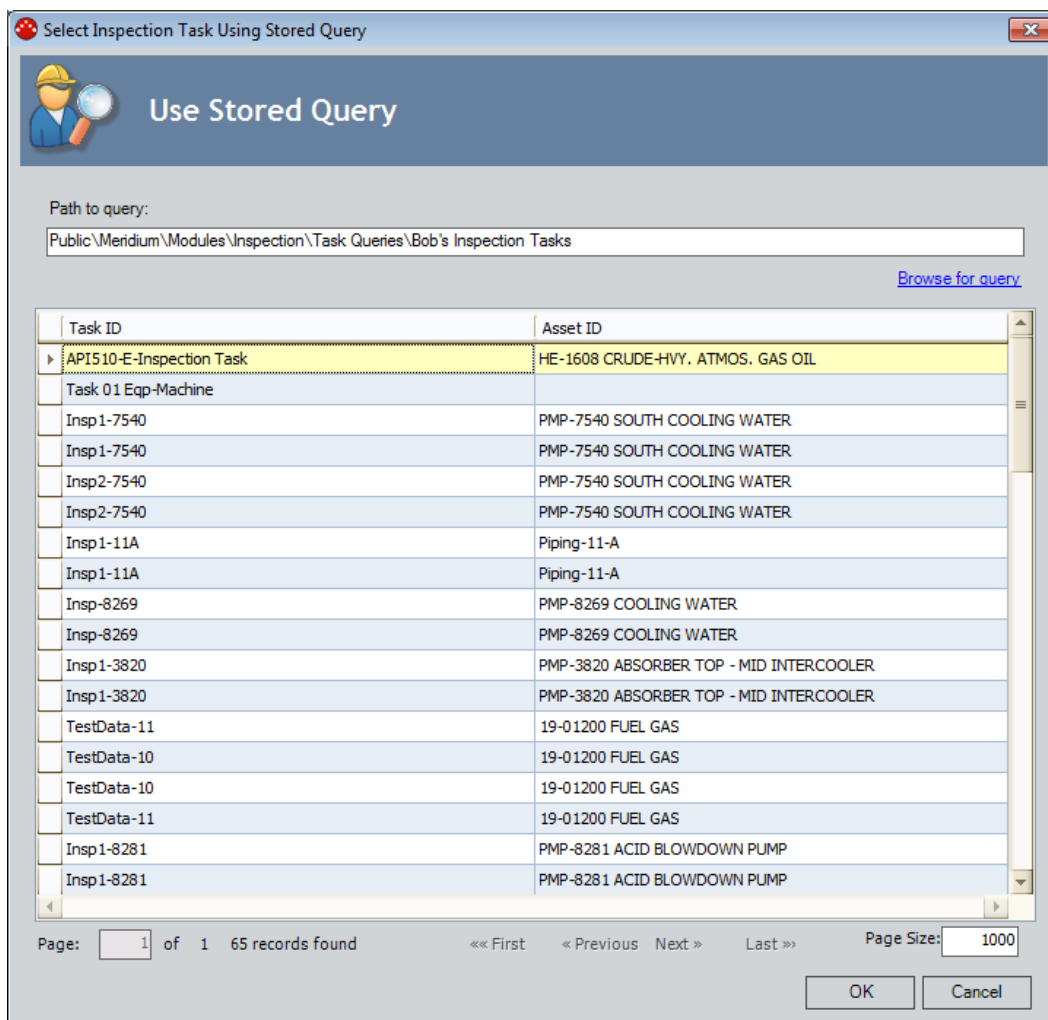 Select Inspection Task Using Stored Query
Use Stored Query
Path to query:
Public\Meridium\Modules\Inspection\Task Queries\Bob's Inspection Tasks
Browse for query
Task ID Asset ID
API510-E-Inspection Task HE-1608 CRUDE-HVY. ATMOS. GAS OIL
Task 01 Eqp-Machine
Insp1-7540 PMP-7540 SOUTH COOLING WATER
Insp1-7540 PMP-7540 SOUTH COOLING WATER
Insp2-7540 PMP-7540 SOUTH COOLING WATER
Insp2-7540 PMP-7540 SOUTH COOLING WATER
Insp1-11A Piping-11-A
Insp1-11A Piping-11-A
Insp-8269 PMP-8269 COOLING WATER
Insp-8269 PMP-8269 COOLING WATER
Insp1-3820 PMP-3820 ABSORBER TOP - MID INTERCOOLER
Insp1-3820 PMP-3820 ABSORBER TOP - MID INTERCOOLER
TestData-11 19-01200 FUEL GAS
TestData-10 19-01200 FUEL GAS
TestData-10 19-01200 FUEL GAS
TestData-11 19-01200 FUEL GAS
Insp1-8281 PMP-8281 ACID BLOWDOWN PUMP
Insp1-8281 PMP-8281 ACID BLOWDOWN PUMP
Page: 1 of 1 65 records found «« First « Previous Next » Last »» Page Size: 1000
OK Cancel